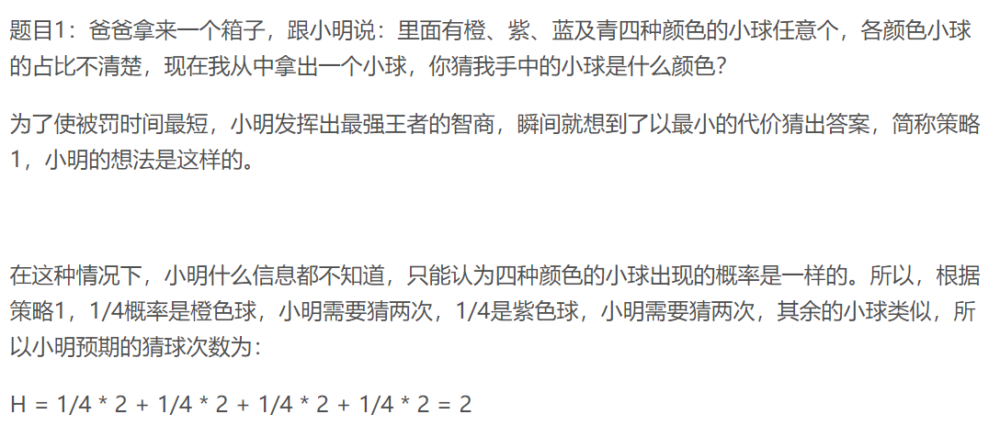 题目1：爸爸拿来一个箱子，跟小明说：里面有橙、紫、蓝及青四种颜色的小球任意个，各颜色小球
的占比不清楚，现在我从中拿出一个小球，你猜我手中的小球是什么颜色？
为了使被罚时间最短，小明发挥出最强王者的智商，瞬间就想到了以最小的代价猜出答案，简称策略
1，小明的想法是这样的。
在这种情况下，小明什么信息都不知道，只能认为四种颜色的小球出现的概率是一样的。所以，根据
策略1，1/4概率是橙色球，小明需要猜两次，1/4是紫色球，小明需要猜两次，其余的小球类似，所
以小明预期的猜球次数为：
H = 1/4 * 2 + 1/4 * 2 + 1/4 * 2 + 1/4 * 2 = 2